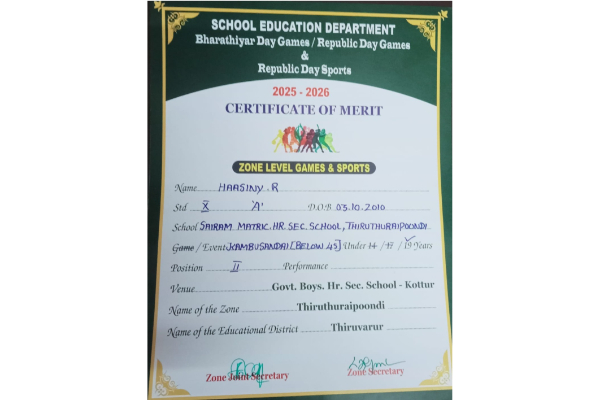 SCHOOL EDUCATION DEPARTMENT
Bharathiyar Day Games / Republic Day Games
&
Republic Day Sports
2025 - 2026
CERTIFICATE OF MERIT
ZONE LEVEL GAMES & SPORTS
Name HAASINY.R
Std X 'A' D.O.B 03.10.2010
School SAIRAM MATRIC.HR.SEC.SCHOOL, THIRUTHURAIPOONDI.
Game / Event KAMBUSANDAI [BELOW 45] Under 14 / 17 / 19 Years
Position II Performance
Venue Govt. Boys. Hr. Sec. School - Kottur
Name of the Zone Thiruthuraipoondi
Name of the Educational District Thiruvarur
Zone Joint Secretary Zone Secretary